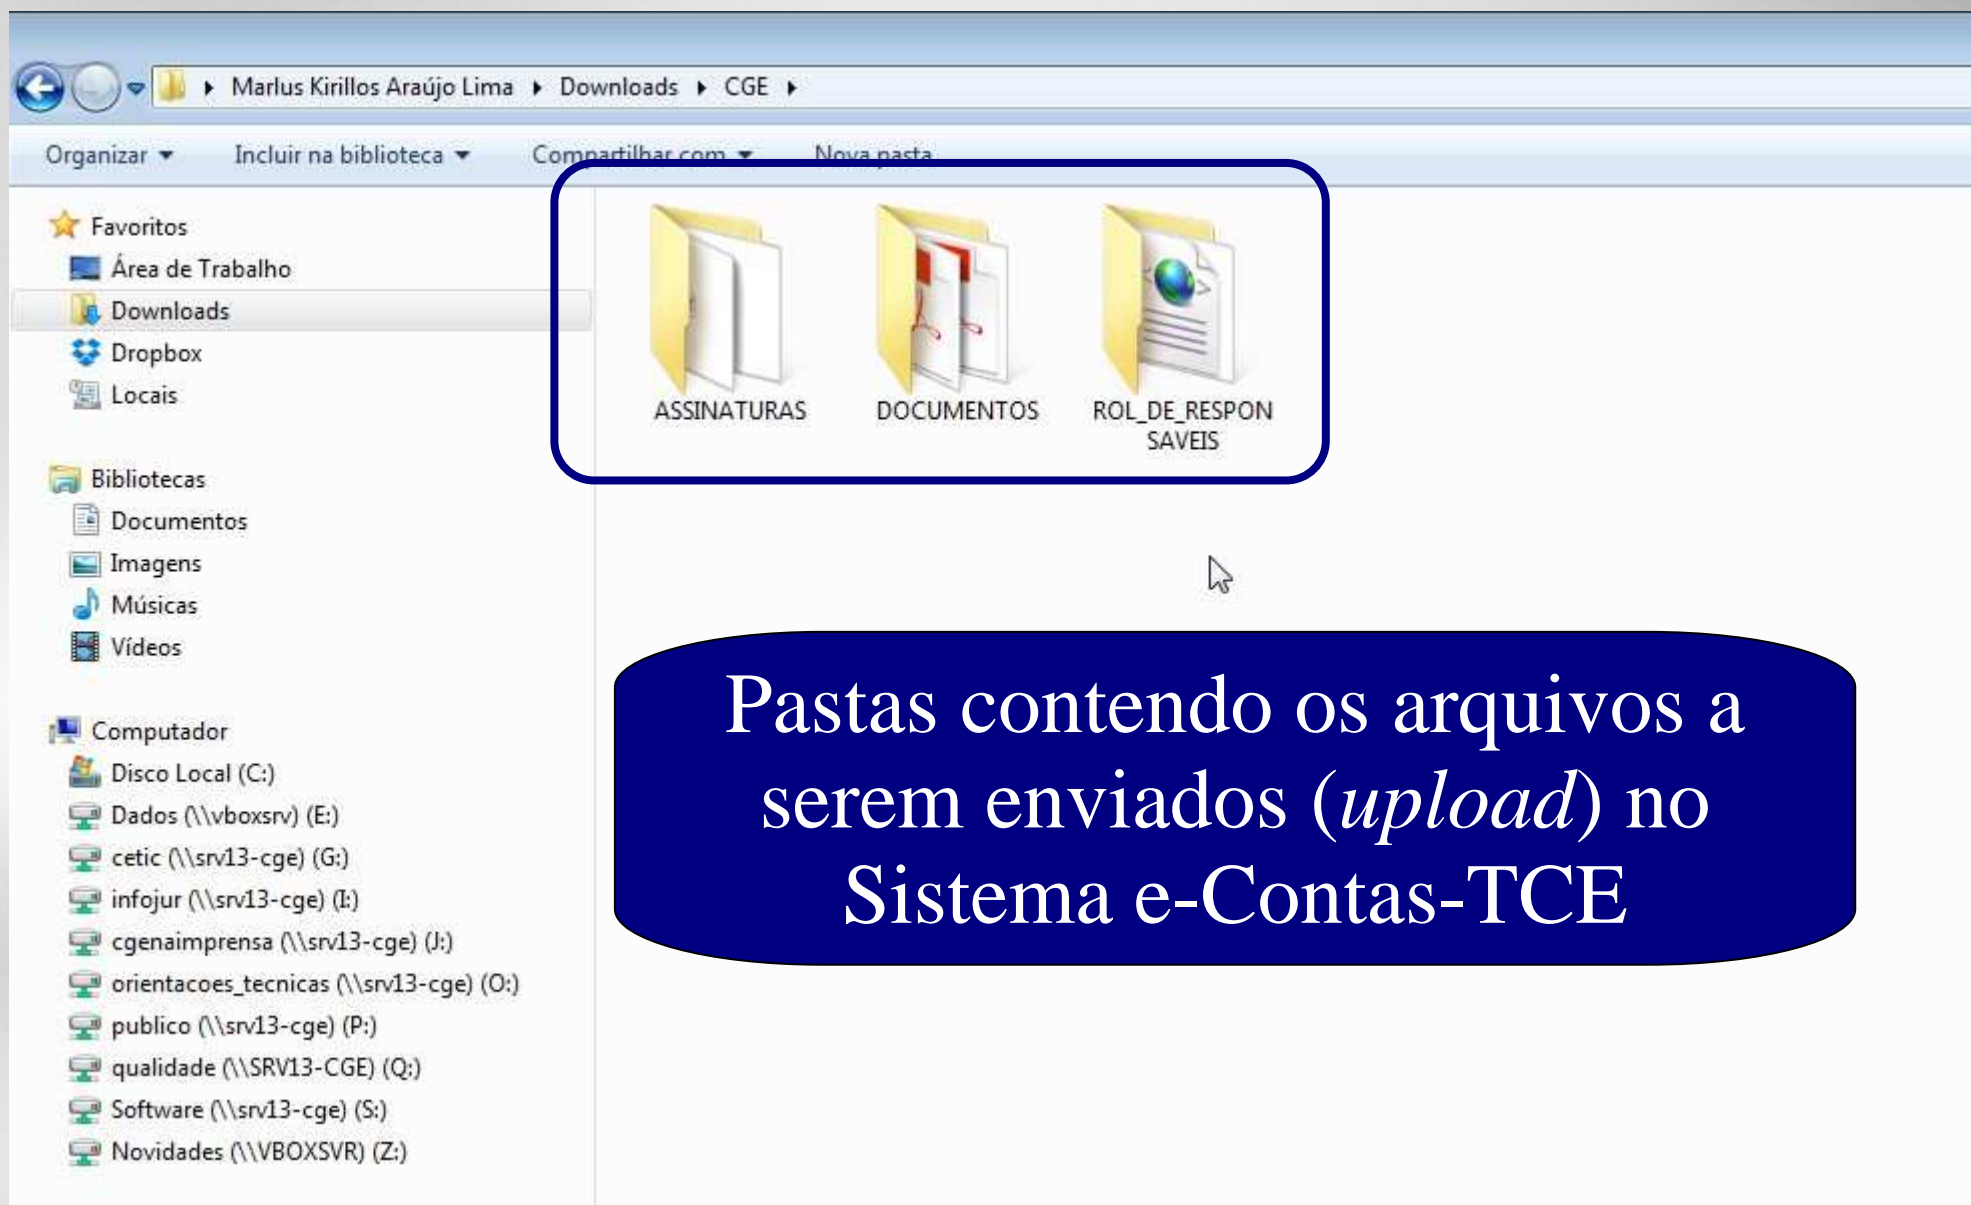 Marlus Kirillos Araújo Lima Downloads CGE
Organizar Incluir na biblioteca Compartilhar com Nova pasta
Favoritos
Área de Trabalho
Downloads
Dropbox
Locais
Bibliotecas
Documentos
Imagens
Músicas
Vídeos
Computador
Disco Local (C:)
Dados (\\vboxsrv) (E:)
cetic (\\srv13-cge) (G:)
infojur (\\srv13-cge) (I:)
cgenaimprensa (\\srv13-cge) (J:)
orientacoes_tecnicas (\\srv13-cge) (O:)
publico (\\srv13-cge) (P:)
qualidade (\\SRV13-CGE) (Q:)
Software (\\srv13-cge) (S:)
Novidades (\\VBOXSVR) (Z:)
ASSINATURAS
DOCUMENTOS
ROL_DE_RESPON
SAVEIS
Pastas contendo os arquivos a
serem enviados (upload) no
Sistema e-Contas-TCE